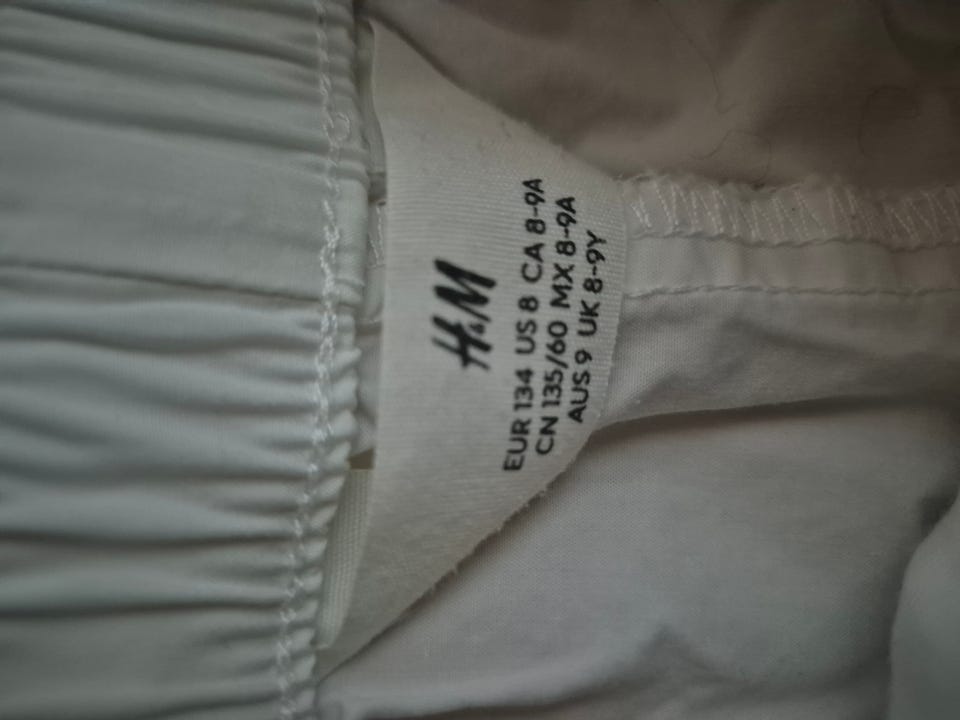 H&M
EUR 134 US 8 CA 8-9A
CN 135/60 MX 8-9A
AUS 9 UK 8-9Y